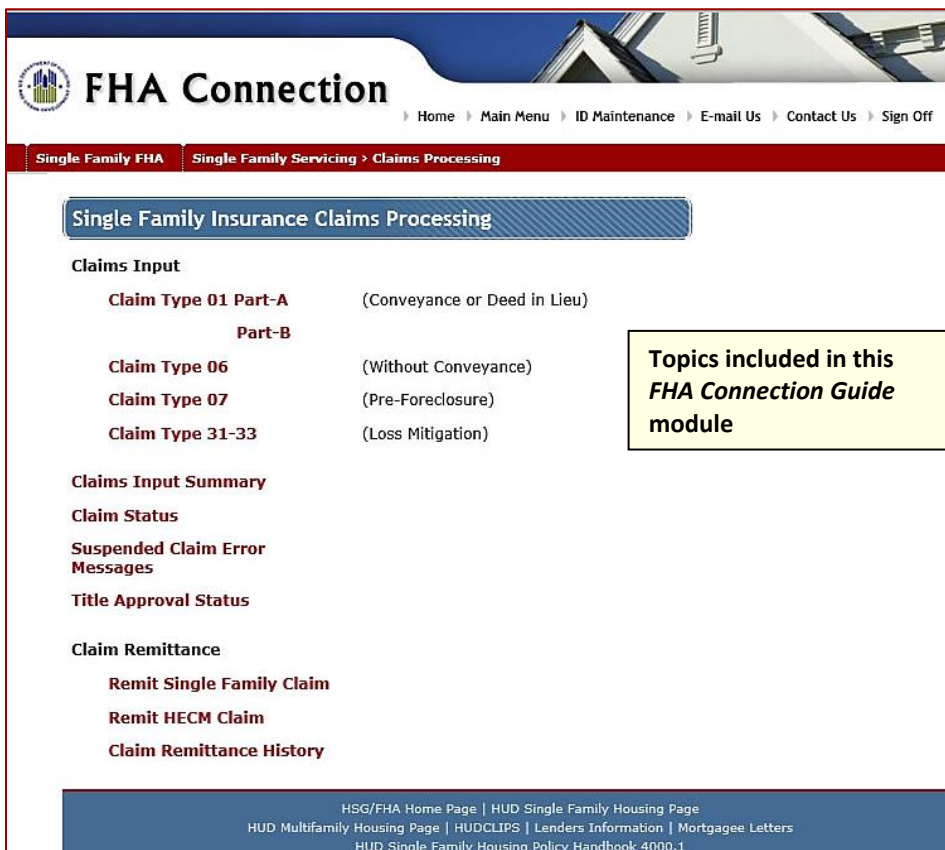 FHA Connection
Home Main Menu ID Maintenance E-mail Us Contact Us Sign Off
Single Family FHA Single Family Servicing > Claims Processing
Single Family Insurance Claims Processing
Claims Input
Claim Type 01 Part-A (Conveyance or Deed in Lieu)
Part-B
Claim Type 06 (Without Conveyance)
Claim Type 07 (Pre-Foreclosure)
Claim Type 31-33 (Loss Mitigation)
Topics included in this
FHA Connection Guide
module
Claims Input Summary
Claim Status
Suspended Claim Error
Messages
Title Approval Status
Claim Remittance
Remit Single Family Claim
Remit HECM Claim
Claim Remittance History
HSG/FHA Home Page | HUD Single Family Housing Page
HUD Multifamily Housing Page | HUDCLIPS | Lenders Information | Mortgagee Letters
HUD Single Family Housing Policy Handbook 4000.1